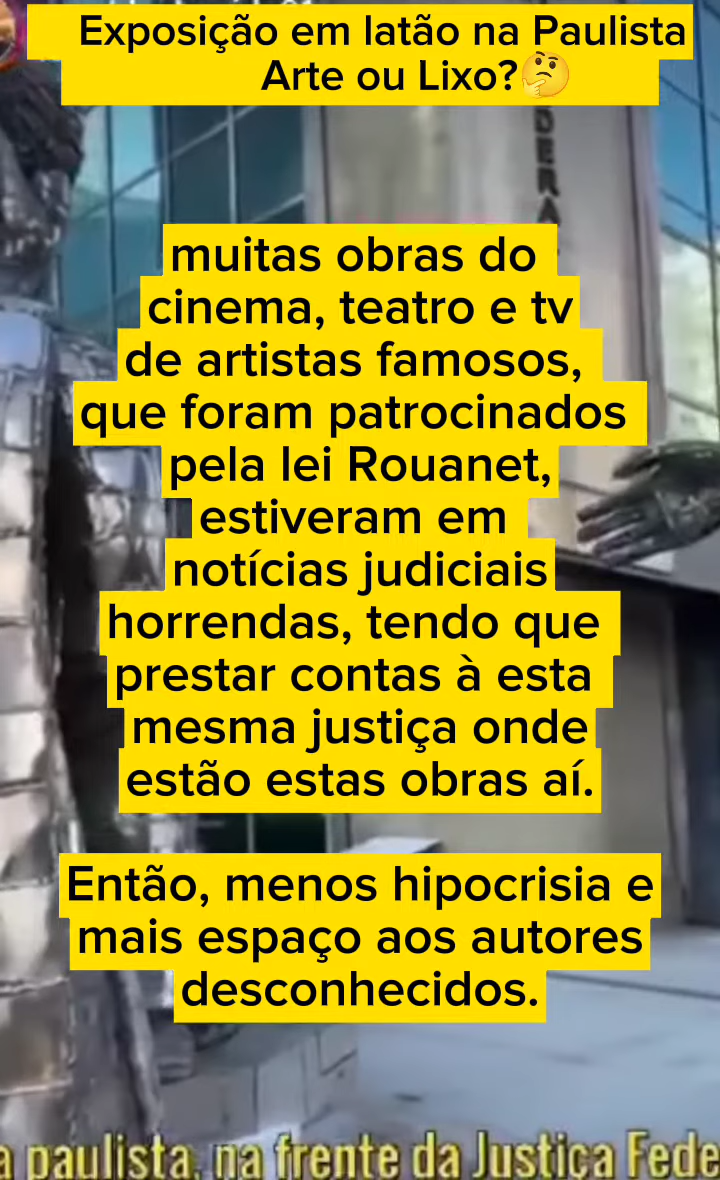 Exposição em latão na Paulista
Arte ou Lixo?🤔
DERA
muitas obras do
cinema, teatro e tv
de artistas famosos,
que foram patrocinados
pela lei Rouanet,
estiveram em
notícias judiciais
horrendas, tendo que
prestar contas à esta
mesma justiça onde
estão estas obras aí.
Então, menos hipocrisia e
mais espaço aos autores
desconhecidos.
a paulista, na frente da Justiça Fede